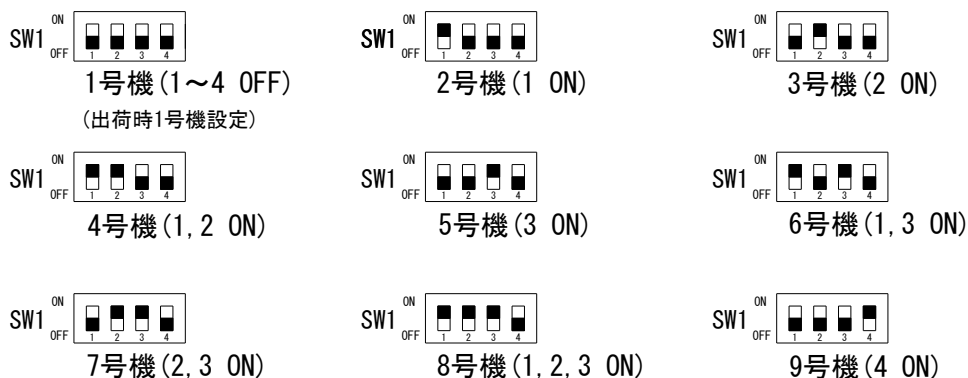 ON
SW1
OFF
1 2 3 4
1号機(1～4 OFF)
(出荷時1号機設定)
ON
SW1
OFF
1 2 3 4
2号機(1 ON)
ON
SW1
OFF
1 2 3 4
3号機(2 ON)
ON
SW1
OFF
1 2 3 4
4号機(1,2 ON)
ON
SW1
OFF
1 2 3 4
5号機(3 ON)
ON
SW1
OFF
1 2 3 4
6号機(1,3 ON)
ON
SW1
OFF
1 2 3 4
7号機(2,3 ON)
ON
SW1
OFF
1 2 3 4
8号機(1,2,3 ON)
ON
SW1
OFF
1 2 3 4
9号機(4 ON)